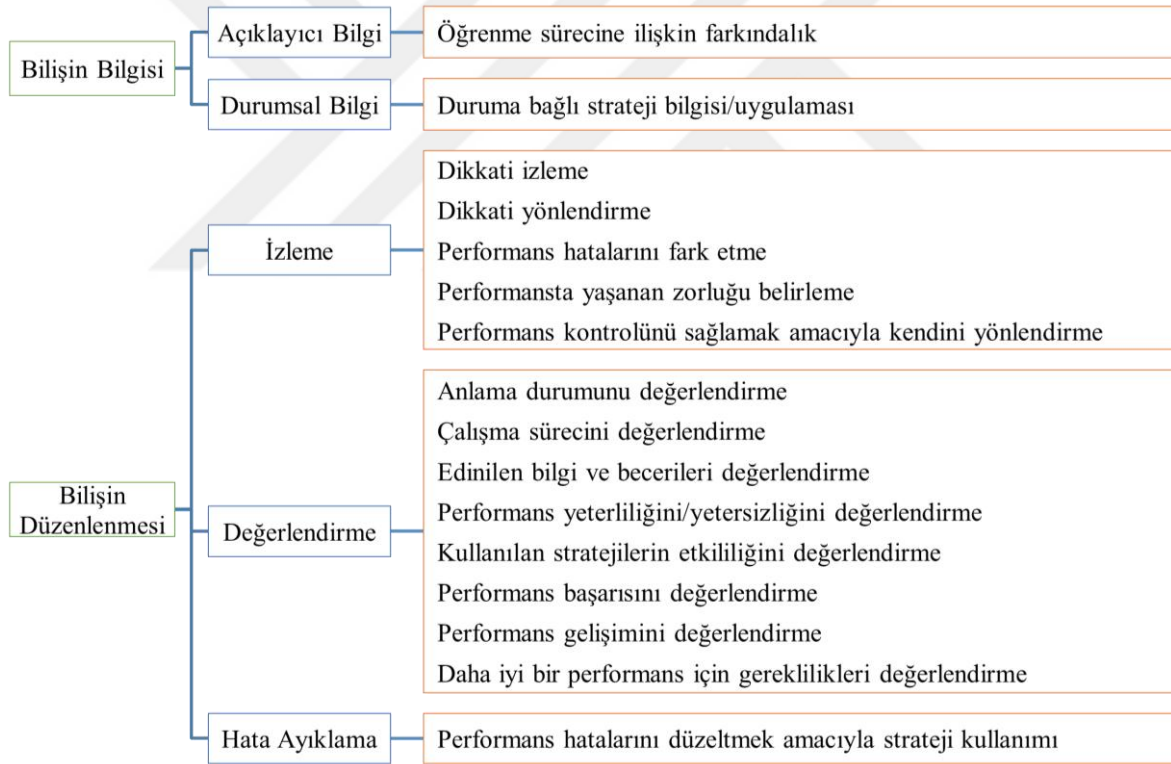 Bilişin Bilgisi
Açıklayıcı Bilgi
Öğrenme sürecine ilişkin farkındalık
Durumsal Bilgi
Duruma bağlı strateji bilgisi/uygulaması
Bilişin
Düzenlenmesi
İzleme
Dikkati izleme
Dikkati yönlendirme
Performans hatalarını fark etme
Performansta yaşanan zorluğu belirleme
Performans kontrolünü sağlamak amacıyla kendini yönlendirme
Değerlendirme
Anlama durumunu değerlendirme
Çalışma sürecini değerlendirme
Edinilen bilgi ve becerileri değerlendirme
Performans yeterliliğini/yetersizliğini değerlendirme
Kullanılan stratejilerin etkililiğini değerlendirme
Performans başarısını değerlendirme
Performans gelişimini değerlendirme
Daha iyi bir performans için gereklilikleri değerlendirme
Hata Ayıklama
Performans hatalarını düzeltmek amacıyla strateji kullanımı